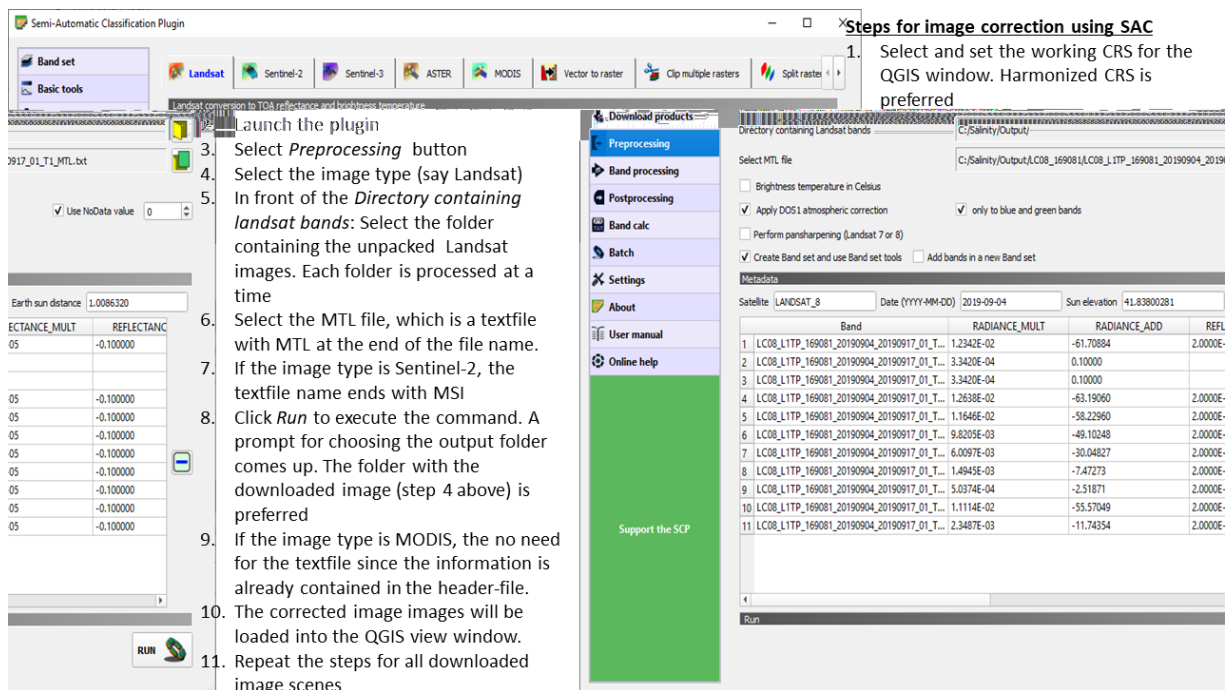 Semi-Automatic Classification Plugin
Band set
Basic tools
Landsat
Sentinel-2
Sentinel-3
ASTER
MODIS
Vector to raster
Clip multiple rasters
Split raster
Landsat conversion to TOA reflectance and brightness temperature
Steps for image correction using SAC
1. Select and set the working CRS for the
QGIS window. Harmonized CRS is
preferred
0917_01_T1_MTL.txt
Use NoData value 0
Earth sun distance 1.0086320
ECTANCE_MULT REFLECTANC
-05 -0.100000
-05 -0.100000
-05 -0.100000
-05 -0.100000
-05 -0.100000
-05 -0.100000
-05 -0.100000
-05 -0.100000
-05 -0.100000
RUN
Launch the plugin
3. Select Preprocessing button
4. Select the image type (say Landsat)
5. In front of the Directory containing
landsat bands: Select the folder
containing the unpacked Landsat
images. Each folder is processed at a
time
6. Select the MTL file, which is a textfile
with MTL at the end of the file name.
7. If the image type is Sentinel-2, the
textfile name ends with MSI
8. Click Run to execute the command. A
prompt for choosing the output folder
comes up. The folder with the
downloaded image (step 4 above) is
preferred
9. If the image type is MODIS, the no need
for the textfile since the information is
already contained in the header-file.
10. The corrected image images will be
loaded into the QGIS view window.
11. Repeat the steps for all downloaded
image scenes
Download products
Preprocessing
Band processing
Postprocessing
Band calc
Batch
Settings
About
User manual
Online help
Support the SCP
Directory containing Landsat bands C:/Salinity/Output/
Select MTL file C:/Salinity/Output/LC08_169081/LC08_L1TP_169081_20190904_20190
Brightness temperature in Celsius
Apply DOS1 atmospheric correction only to blue and green bands
Perform pansharpening (Landsat 7 or 8)
Create Band set and use Band set tools Add bands in a new Band set
Metadata
Satellite LANDSAT_8 Date (YYYY-MM-DD) 2019-09-04 Sun elevation 41.83800281
Band RADIANCE_MULT RADIANCE_ADD REFL
1 LC08_L1TP_169081_20190904_20190917_01_T... 1.2342E-02 -61.70884 2.0000E-
2 LC08_L1TP_169081_20190904_20190917_01_T... 3.3420E-04 0.10000
3 LC08_L1TP_169081_20190904_20190917_01_T... 3.3420E-04 0.10000
4 LC08_L1TP_169081_20190904_20190917_01_T... 1.2638E-02 -63.19060 2.0000E-
5 LC08_L1TP_169081_20190904_20190917_01_T... 1.1646E-02 -58.22960 2.0000E-
6 LC08_L1TP_169081_20190904_20190917_01_T... 9.8205E-03 -49.10248 2.0000E-
7 LC08_L1TP_169081_20190904_20190917_01_T... 6.0097E-03 -30.04827 2.0000E-
8 LC08_L1TP_169081_20190904_20190917_01_T... 1.4945E-03 -7.47273 2.0000E-
9 LC08_L1TP_169081_20190904_20190917_01_T... 5.0374E-04 -2.51871 2.0000E-
10 LC08_L1TP_169081_20190904_20190917_01_T... 1.1114E-02 -55.57049 2.0000E-
11 LC08_L1TP_169081_20190904_20190917_01_T... 2.3487E-03 -11.74354 2.0000E-
Run